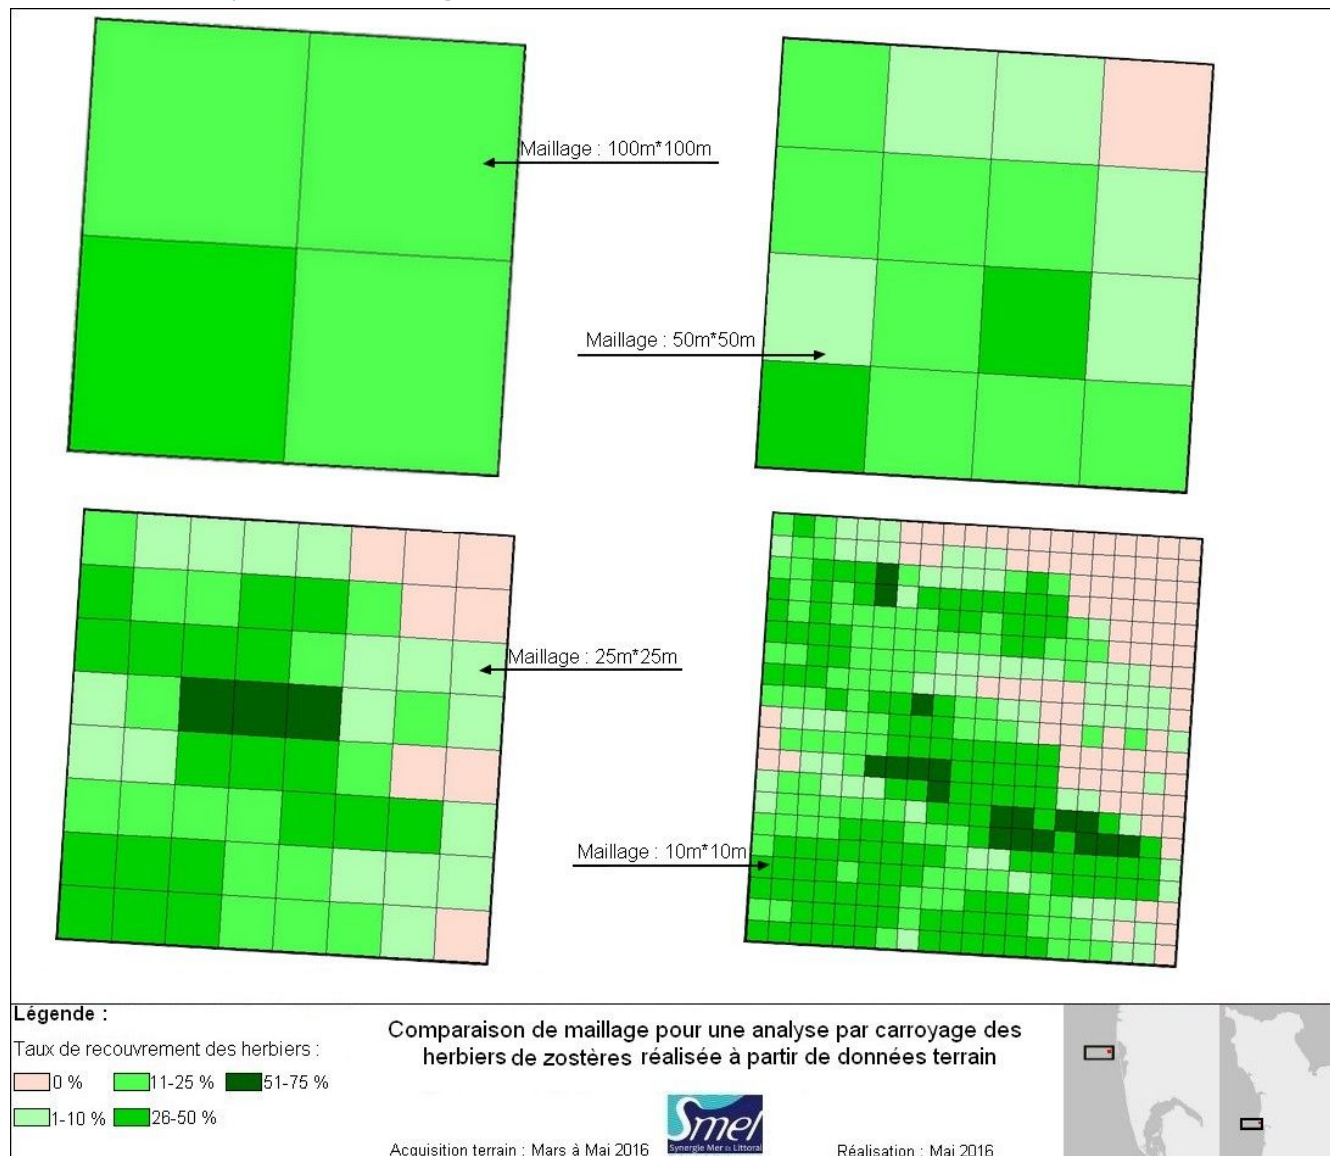 Maillage : 100m*100m
Maillage : 50m*50m
Maillage : 25m*25m
Maillage : 10m*10m
Légende :
Taux de recouvrement des herbiers :
0 %
11-25 %
51-75 %
1-10 %
26-50 %
Comparaison de maillage pour une analyse par carroyage des
herbiers de zostères réalisée à partir de données terrain
Smel
Synergie Mer et Littoral
Acquisition terrain : Mars à Mai 2016
Réalisation : Mai 2016